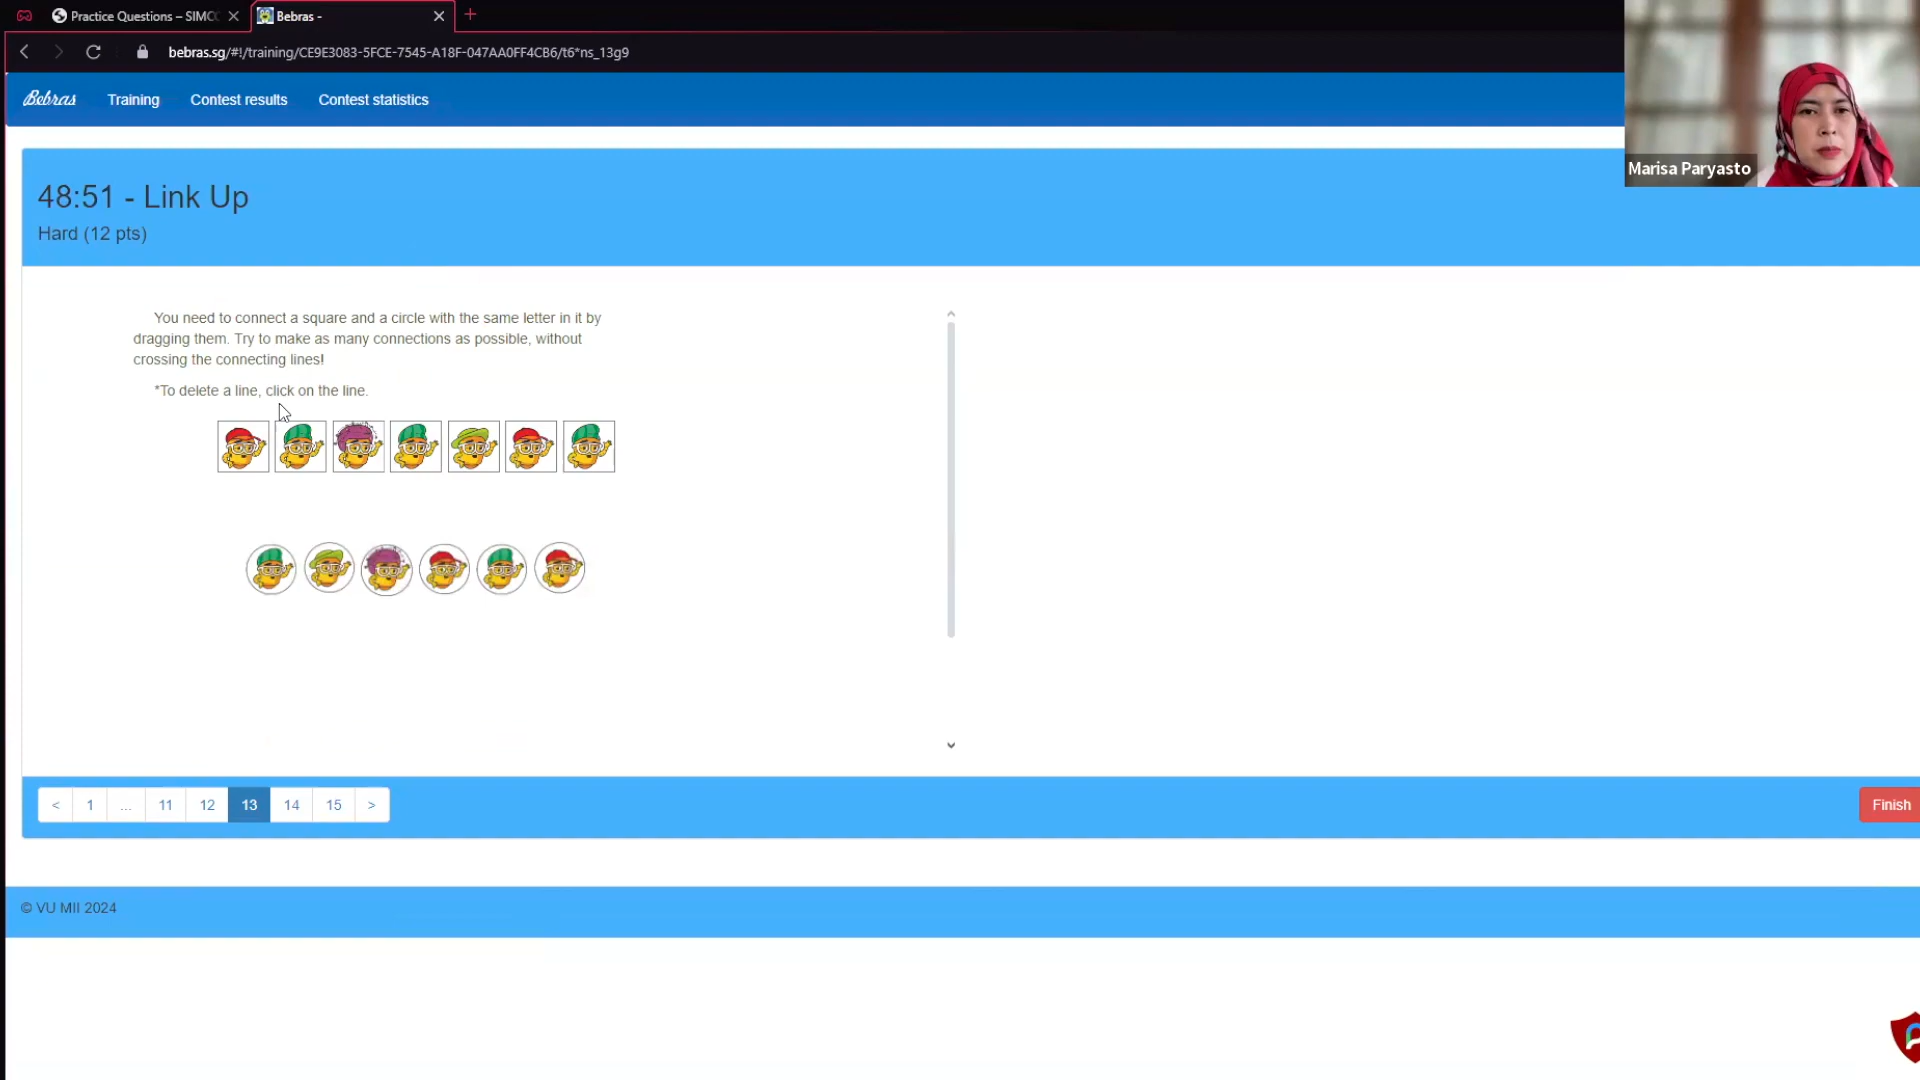 Practice Questions – SIMCC
Bebras -
bebras.sg/#!/training/CE9E3083-5FCE-7545-A18F-047AA0FF4CB6/t6*ns_13g9
Bebras Training Contest results Contest statistics
Marisa Paryasto
48:51 - Link Up
Hard (12 pts)
You need to connect a square and a circle with the same letter in it by
dragging them. Try to make as many connections as possible, without
crossing the connecting lines!
*To delete a line, click on the line.
< 1 ... 11 12 13 14 15 >
Finish
© VU MII 2024